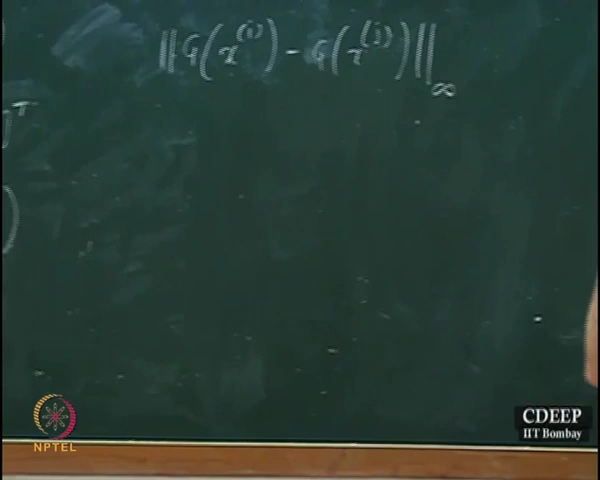 ||G(x^(i)) - G(x^(j))||_∞
T
)
NPTEL
CDEEP
IIT Bombay